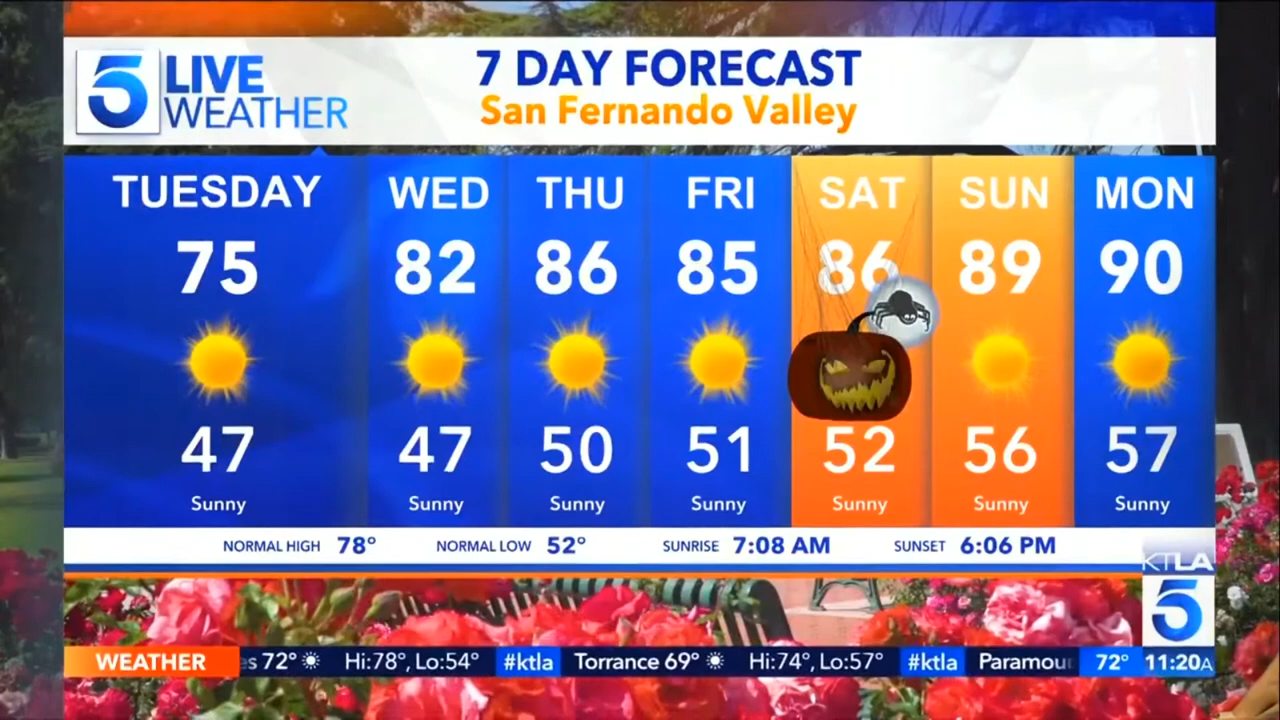 5 LIVE
WEATHER
7 DAY FORECAST
San Fernando Valley
TUESDAY WED THU FRI SAT SUN MON
75 82 86 85 86 89 90
47 47 50 51 52 56 57
Sunny Sunny Sunny Sunny Sunny Sunny Sunny
NORMAL HIGH 78° NORMAL LOW 52° SUNRISE 7:08 AM SUNSET 6:06 PM
KTLA
5
WEATHER es 72° Hi:78°, Lo:54° #ktla Torrance 69° Hi:74°, Lo:57° #ktla Paramou 72° 11:20A